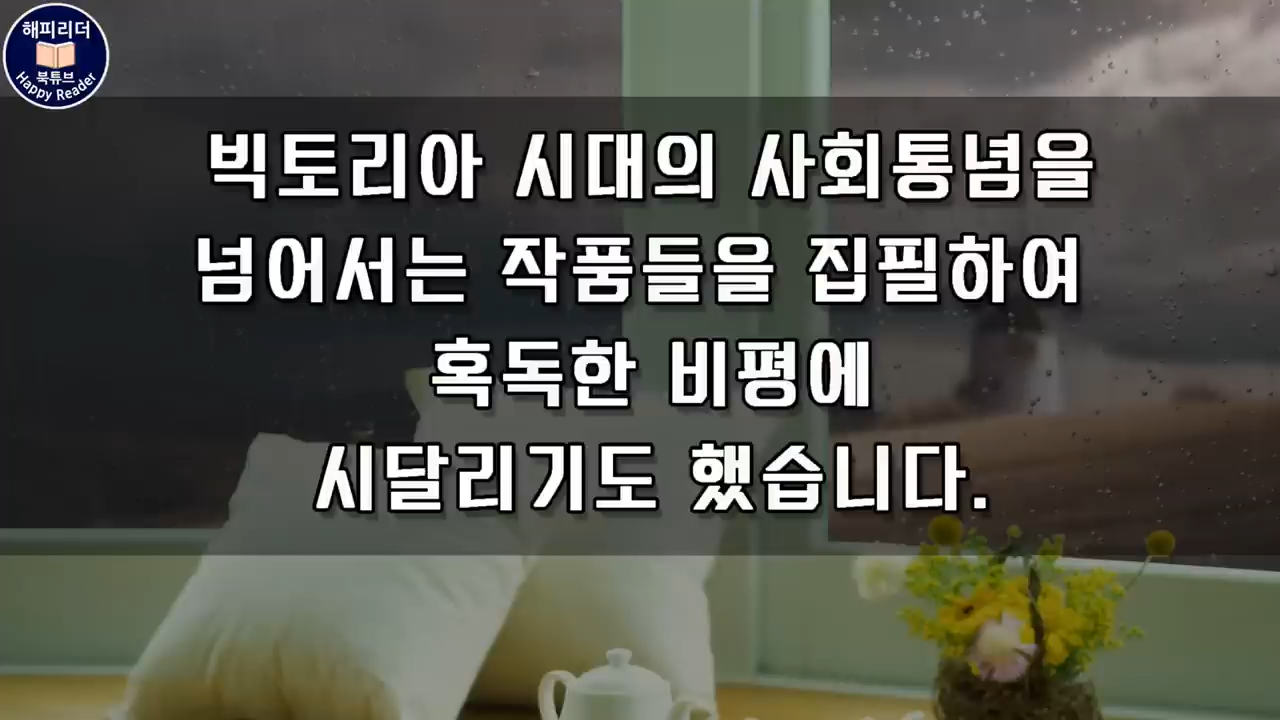 해피리더
북튜브
Happy Reader
빅토리아 시대의 사회통념을
넘어서는 작품들을 집필하여
혹독한 비평에
시달리기도 했습니다.